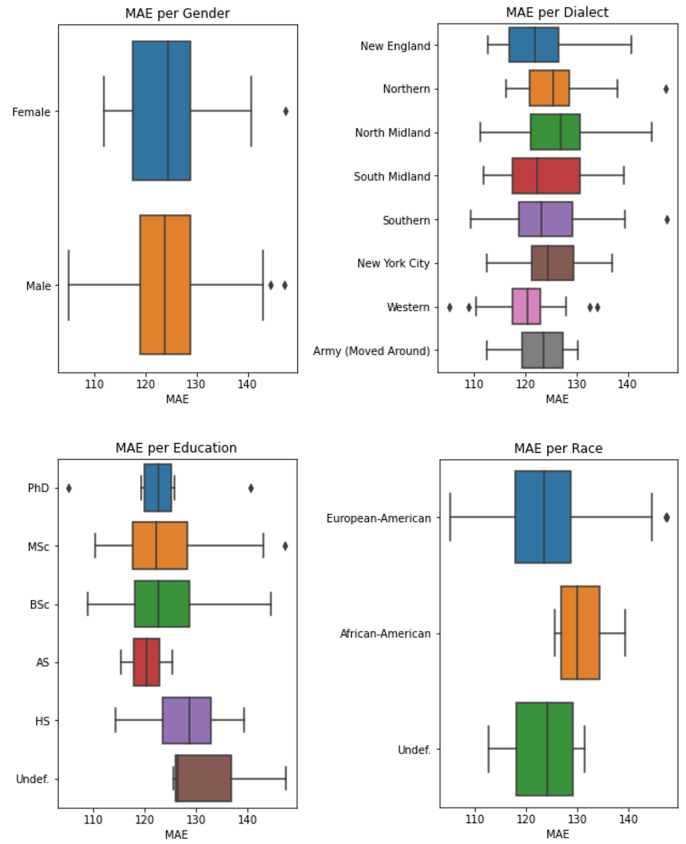 MAE per Gender
Female
Male
110 120 130 140
MAE
MAE per Dialect
New England
Northern
North Midland
South Midland
Southern
New York City
Western
Army (Moved Around)
110 120 130 140
MAE
MAE per Education
PhD
MSc
BSc
AS
HS
Undef.
110 120 130 140
MAE
MAE per Race
European-American
African-American
Undef.
110 120 130 140
MAE